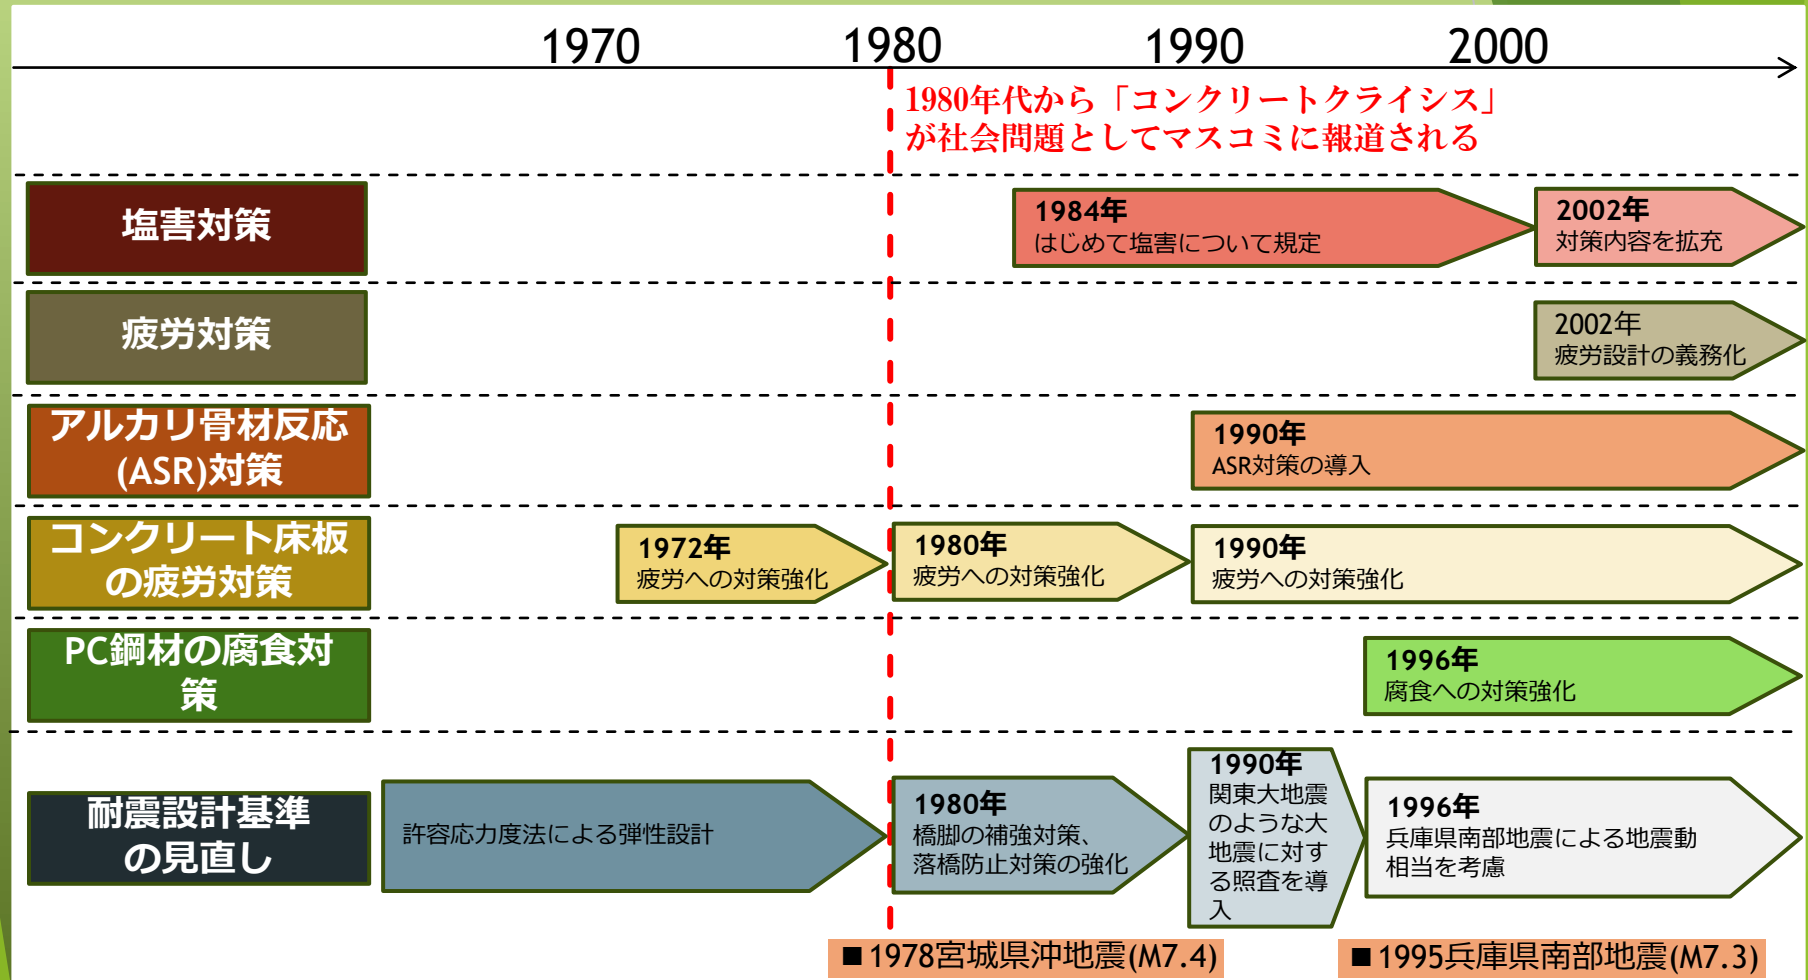 1970
1980
1990
2000
1980年代から「コンクリートクライシス」
が社会問題としてマスコミに報道される
塩害対策
1984年
はじめて塩害について規定
2002年
対策内容を拡充
疲労対策
2002年
疲労設計の義務化
アルカリ骨材反応
(ASR)対策
1990年
ASR対策の導入
コンクリート床板
の疲労対策
1972年
疲労への対策強化
1980年
疲労への対策強化
1990年
疲労への対策強化
PC鋼材の腐食対
策
1996年
腐食への対策強化
耐震設計基準
の見直し
許容応力度法による弾性設計
1980年
橋脚の補強対策、
落橋防止対策の強化
1990年
関東大地震
のような大
地震に対す
る照査を導
入
1996年
兵庫県南部地震による地震動
相当を考慮
■1978宮城県沖地震(M7.4)
■1995兵庫県南部地震(M7.3)